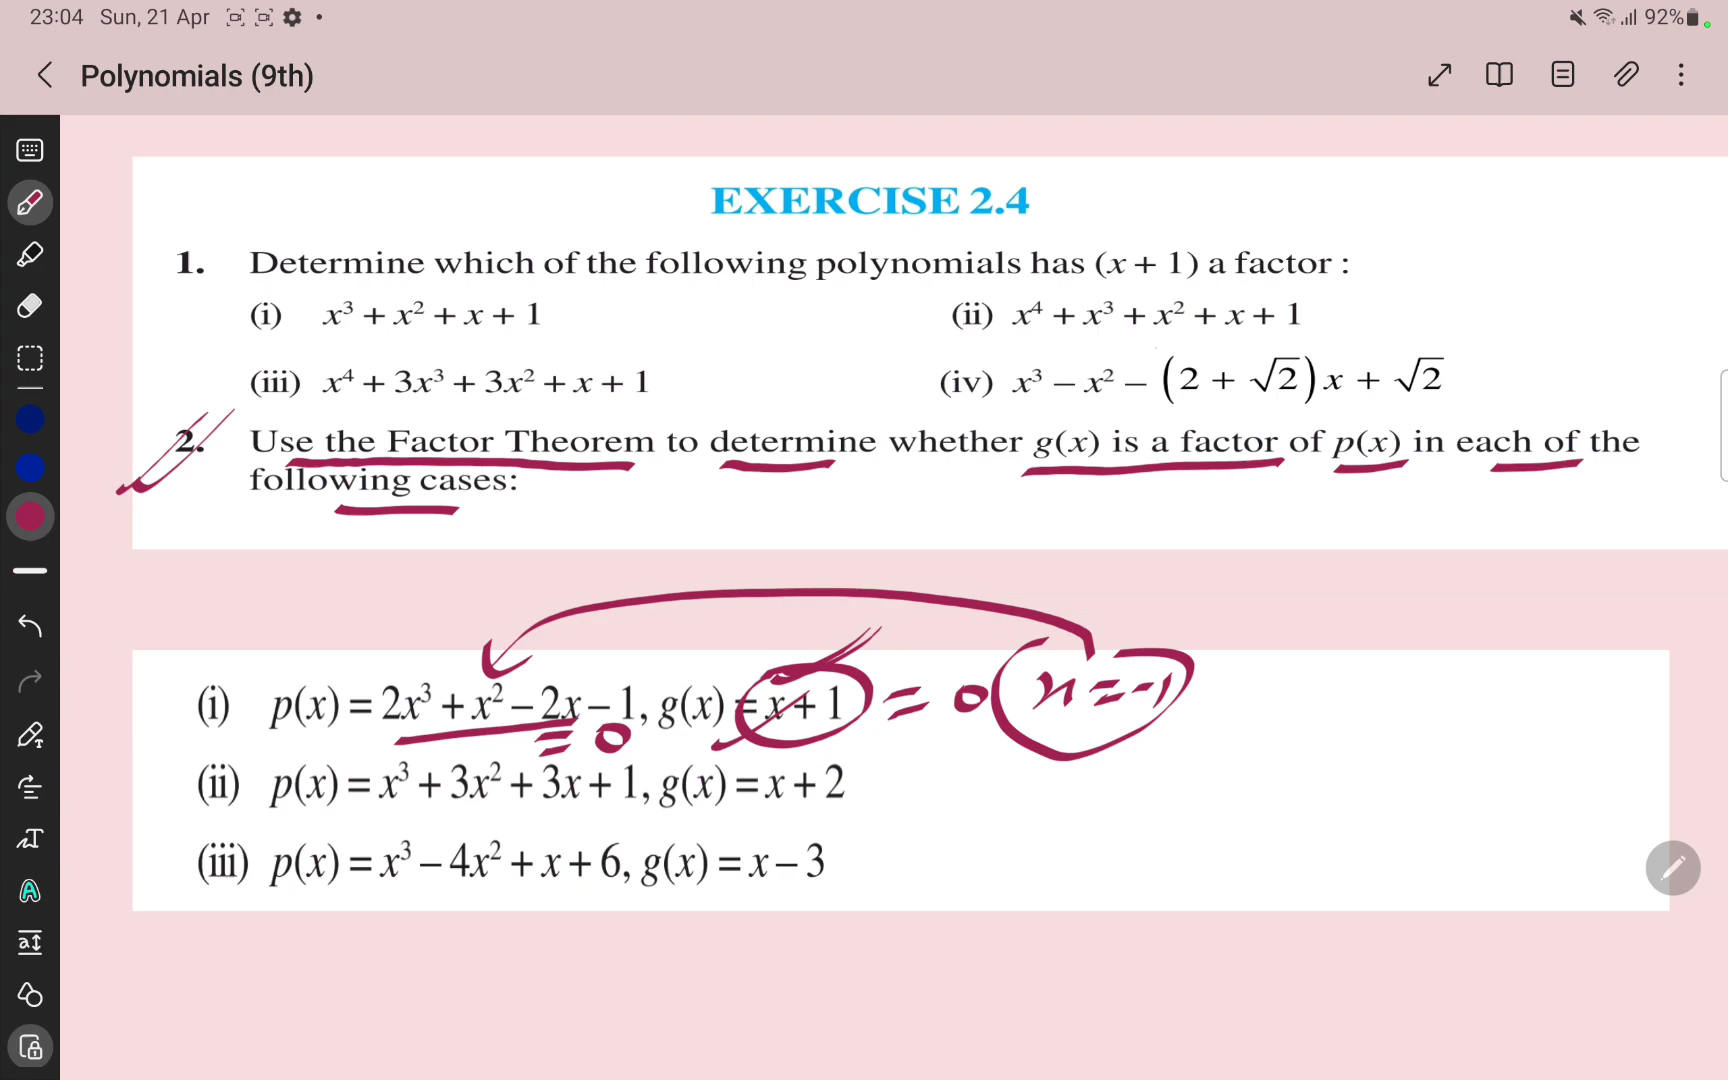 23:04 Sun, 21 Apr
92%
Polynomials (9th)
EXERCISE 2.4
1. Determine which of the following polynomials has (x + 1) a factor :
(i) x³ + x² + x + 1 (ii) x⁴ + x³ + x² + x + 1
(iii) x⁴ + 3x³ + 3x² + x + 1 (iv) x³ – x² – (2 + √2)x + √2
2. Use the Factor Theorem to determine whether g(x) is a factor of p(x) in each of the
following cases:
(i) p(x) = 2x³ + x² – 2x – 1, g(x) = x + 1 = 0 x = -1
= 0
(ii) p(x) = x³ + 3x² + 3x + 1, g(x) = x + 2
(iii) p(x) = x³ – 4x² + x + 6, g(x) = x – 3